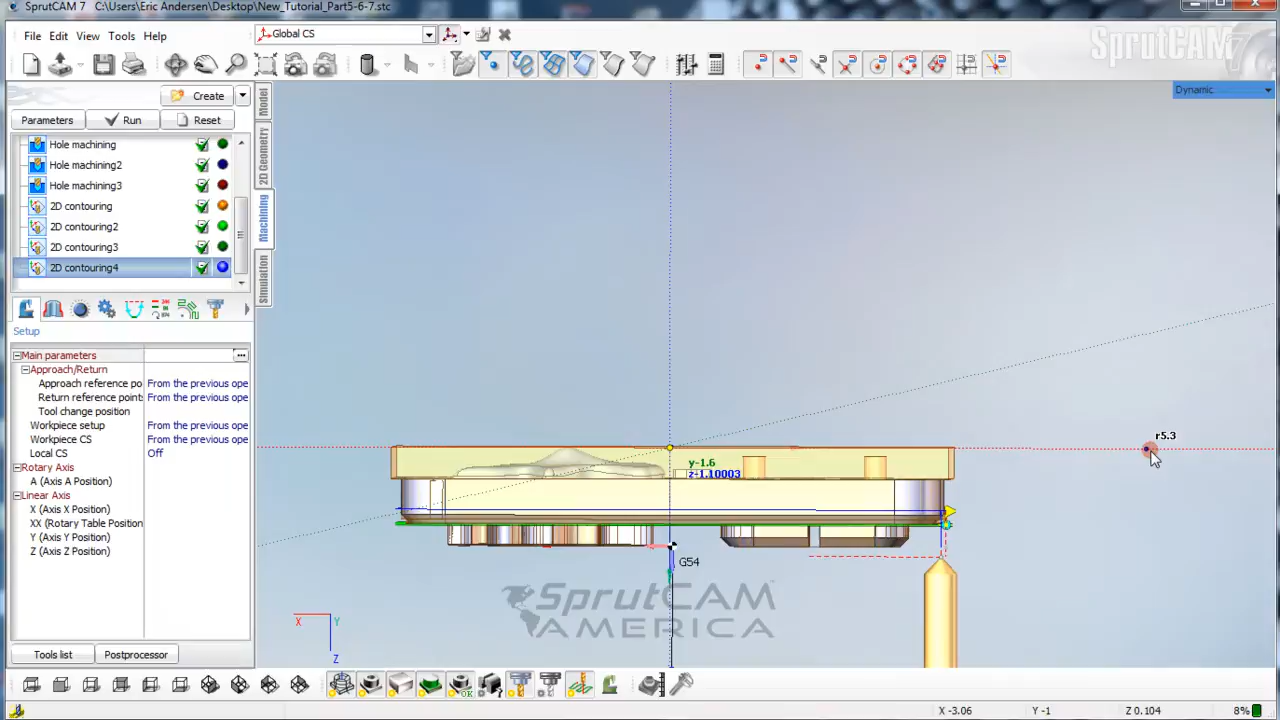 SprutCAM 7 C:\Users\Eric Andersen\Desktop\New_Tutorial_Part5-6-7.stc
File Edit View Tools Help
Global CS
SprutCAM 7
Create
Dynamic
Parameters
Run
Reset
Model
2D Geometry
Machining
Simulation
Hole machining
Hole machining2
Hole machining3
2D contouring
2D contouring2
2D contouring3
2D contouring4
Setup
Main parameters
Approach/Return
Approach reference po From the previous ope
Return reference points From the previous ope
Tool change position
Workpiece setup From the previous ope
Workpiece CS From the previous ope
Local CS Off
Rotary Axis
A (A Axis Position)
Linear Axis
X (Axis X Position)
XX (Rotary Table Position
Y (Axis Y Position)
Z (Axis Z Position)
Tools list
Postprocessor
r5.3
y-1.6
z-1.10003
G54
SprutCAM
AMERICA
X
Y
Z
X -3.06 Y -1 Z 0.104 8%